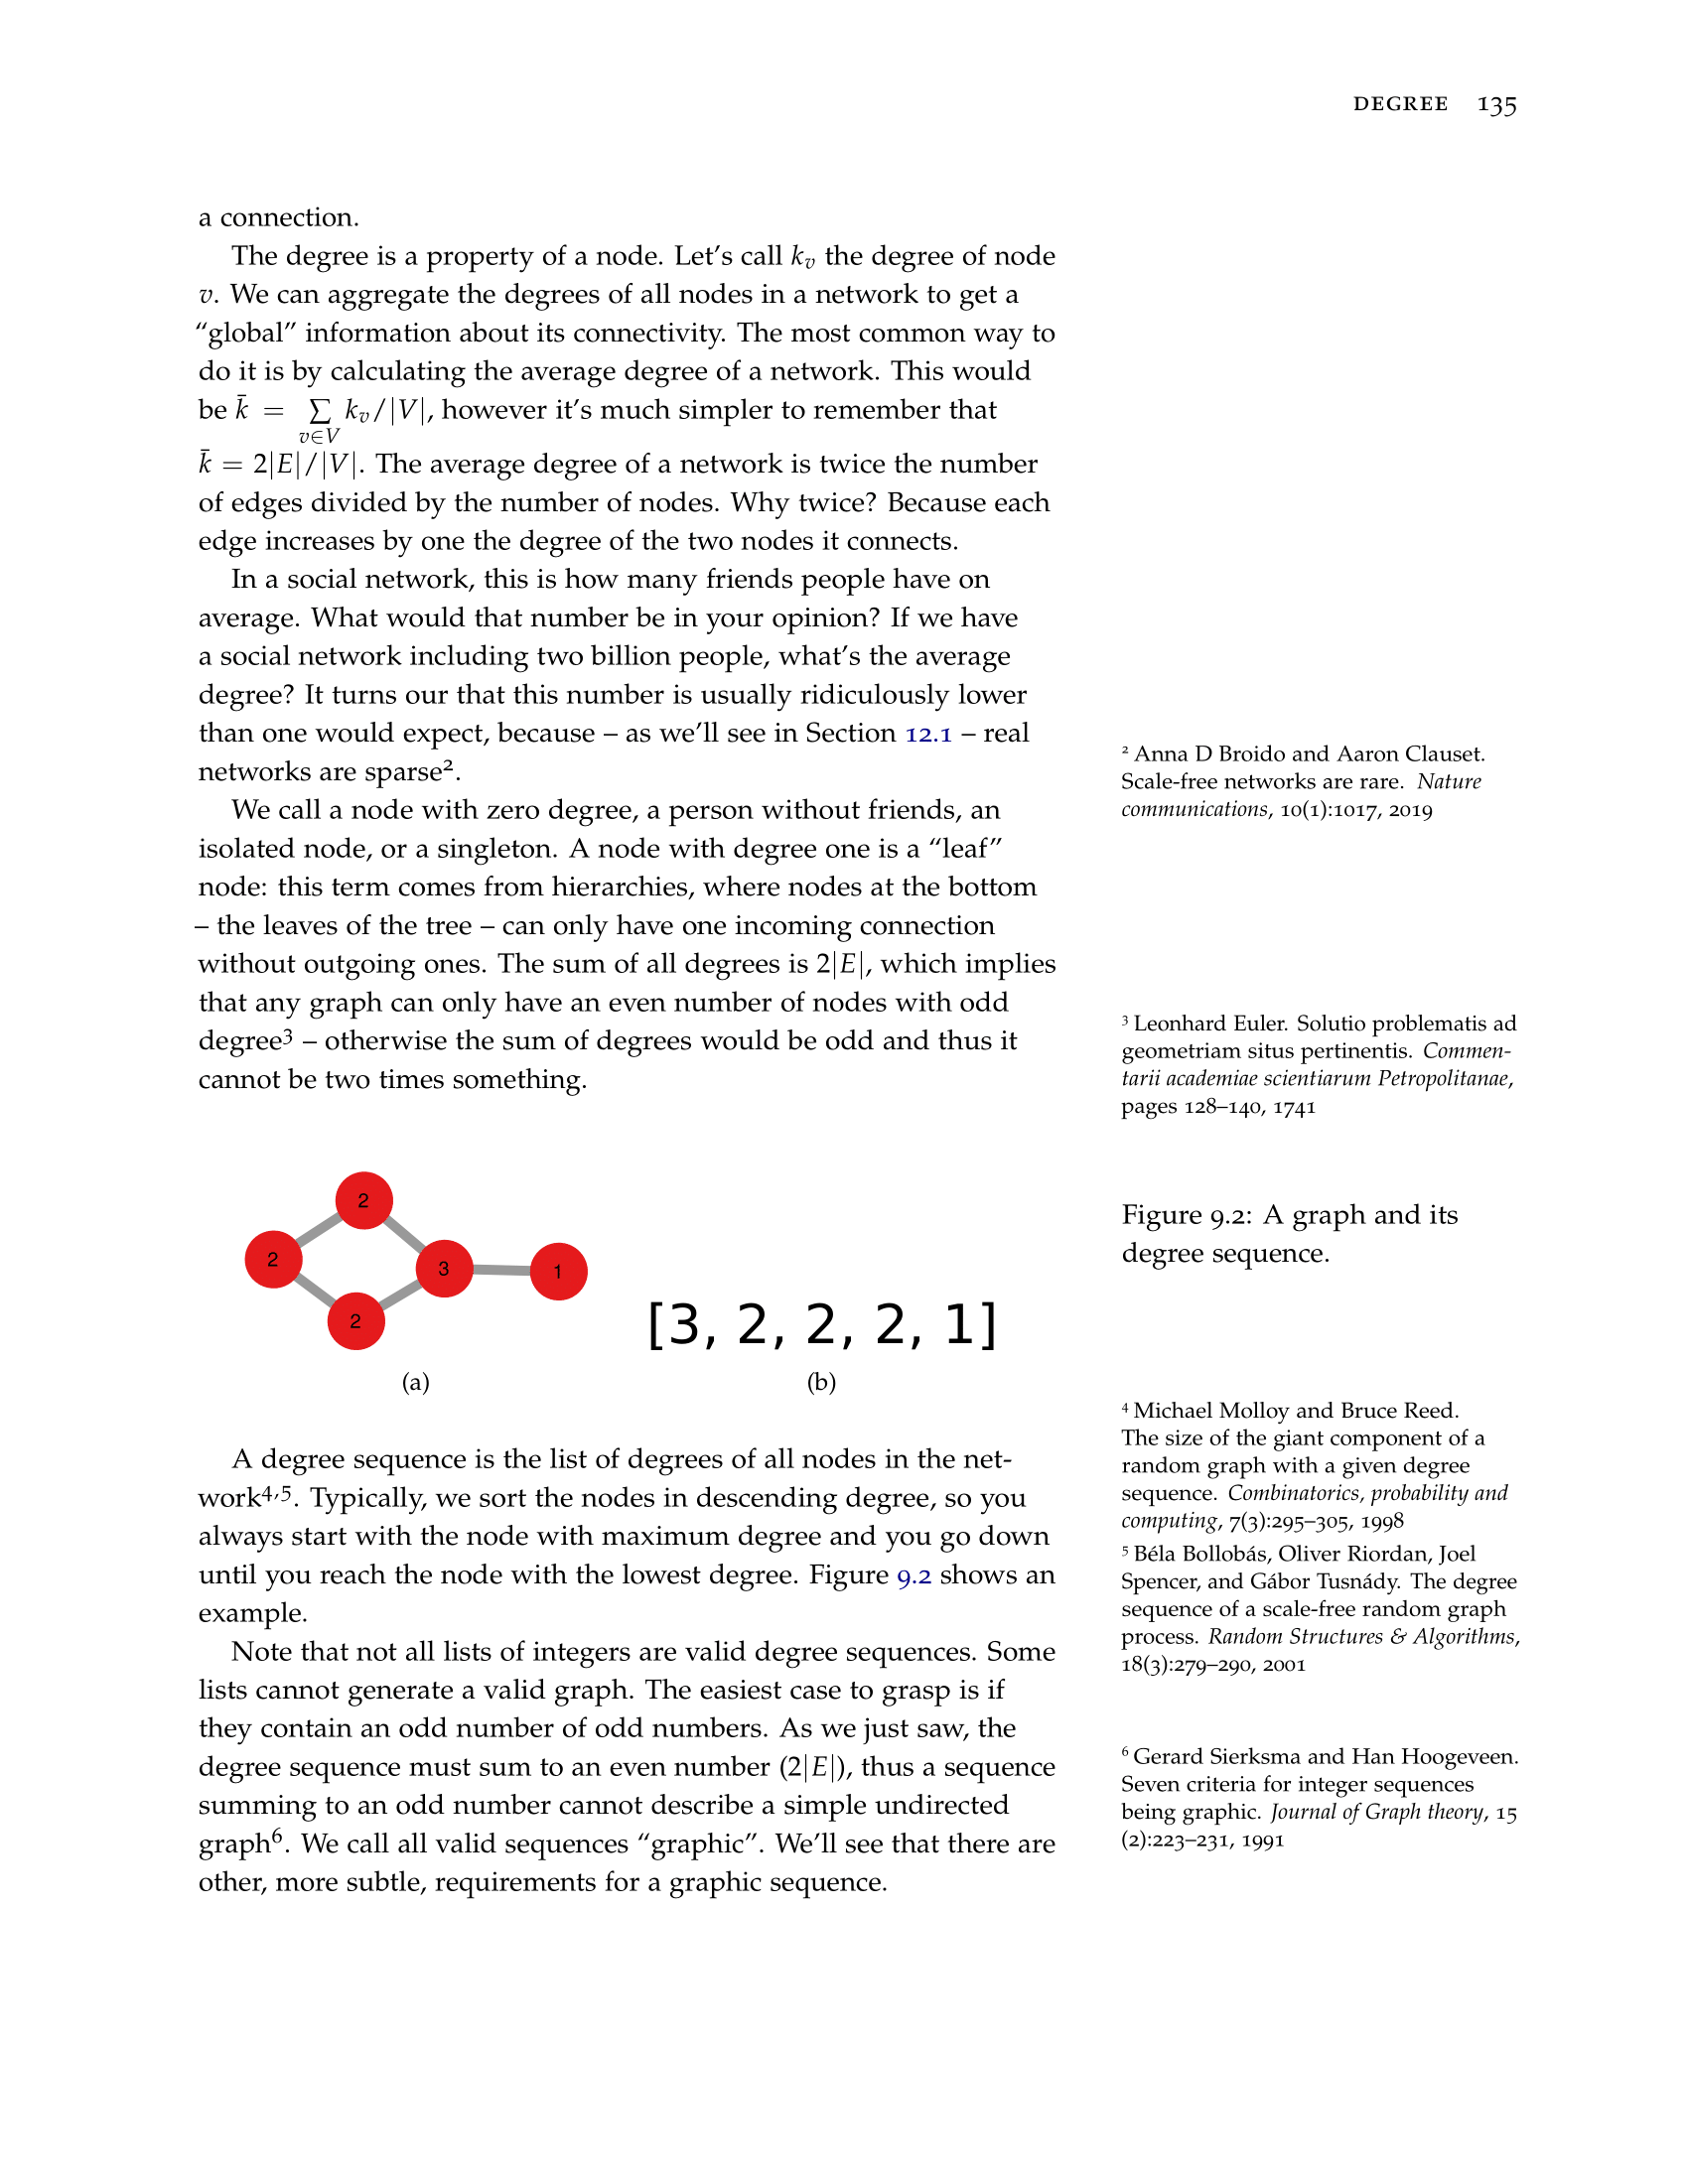 DEGREE 135
a connection.
The degree is a property of a node. Let's call kᵥ the degree of node
v. We can aggregate the degrees of all nodes in a network to get a
“global” information about its connectivity. The most common way to
do it is by calculating the average degree of a network. This would
be k̄ = ∑ kᵥ/|V|, however it's much simpler to remember that
v∈V
k̄ = 2|E|/|V|. The average degree of a network is twice the number
of edges divided by the number of nodes. Why twice? Because each
edge increases by one the degree of the two nodes it connects.
In a social network, this is how many friends people have on
average. What would that number be in your opinion? If we have
a social network including two billion people, what's the average
degree? It turns our that this number is usually ridiculously lower
than one would expect, because – as we'll see in Section 12.1 – real
networks are sparse².
We call a node with zero degree, a person without friends, an
isolated node, or a singleton. A node with degree one is a “leaf”
node: this term comes from hierarchies, where nodes at the bottom
– the leaves of the tree – can only have one incoming connection
without outgoing ones. The sum of all degrees is 2|E|, which implies
that any graph can only have an even number of nodes with odd
degree³ – otherwise the sum of degrees would be odd and thus it
cannot be two times something.
² Anna D Broido and Aaron Clauset.
Scale-free networks are rare. Nature
communications, 10(1):1017, 2019
³ Leonhard Euler. Solutio problematis ad
geometriam situs pertinentis. Commen-
tarii academiae scientiarum Petropolitanae,
pages 128–140, 1741
2
2
3
1
2
[3, 2, 2, 2, 1]
(a)
(b)
Figure 9.2: A graph and its
degree sequence.
A degree sequence is the list of degrees of all nodes in the net-
work⁴,⁵. Typically, we sort the nodes in descending degree, so you
always start with the node with maximum degree and you go down
until you reach the node with the lowest degree. Figure 9.2 shows an
example.
Note that not all lists of integers are valid degree sequences. Some
lists cannot generate a valid graph. The easiest case to grasp is if
they contain an odd number of odd numbers. As we just saw, the
degree sequence must sum to an even number (2|E|), thus a sequence
summing to an odd number cannot describe a simple undirected
graph⁶. We call all valid sequences “graphic”. We'll see that there are
other, more subtle, requirements for a graphic sequence.
⁴ Michael Molloy and Bruce Reed.
The size of the giant component of a
random graph with a given degree
sequence. Combinatorics, probability and
computing, 7(3):295–305, 1998
⁵ Béla Bollobás, Oliver Riordan, Joel
Spencer, and Gábor Tusnády. The degree
sequence of a scale-free random graph
process. Random Structures & Algorithms,
18(3):279–290, 2001
⁶ Gerard Sierksma and Han Hoogeveen.
Seven criteria for integer sequences
being graphic. Journal of Graph theory, 15
(2):223–231, 1991